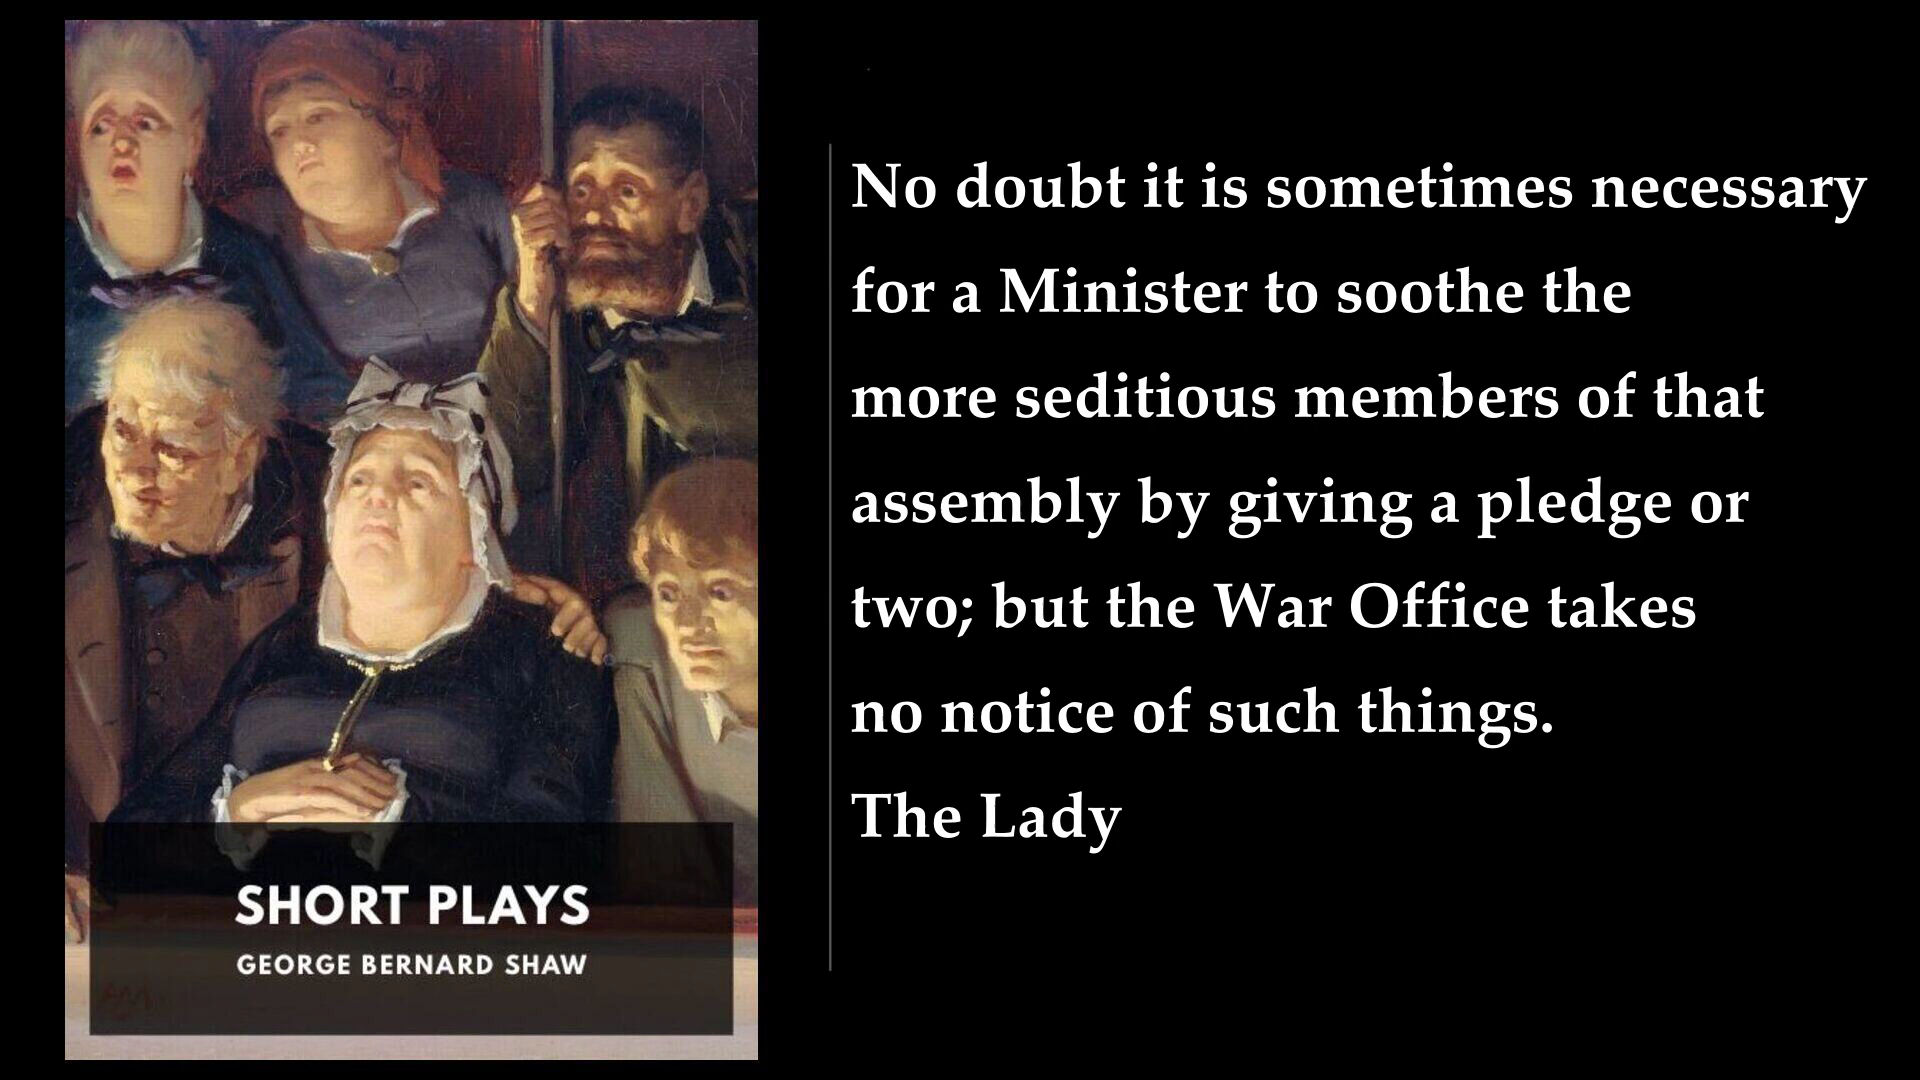 No doubt it is sometimes necessary
for a Minister to soothe the
more seditious members of that
assembly by giving a pledge or
two; but the War Office takes
no notice of such things.
The Lady
SHORT PLAYS
GEORGE BERNARD SHAW